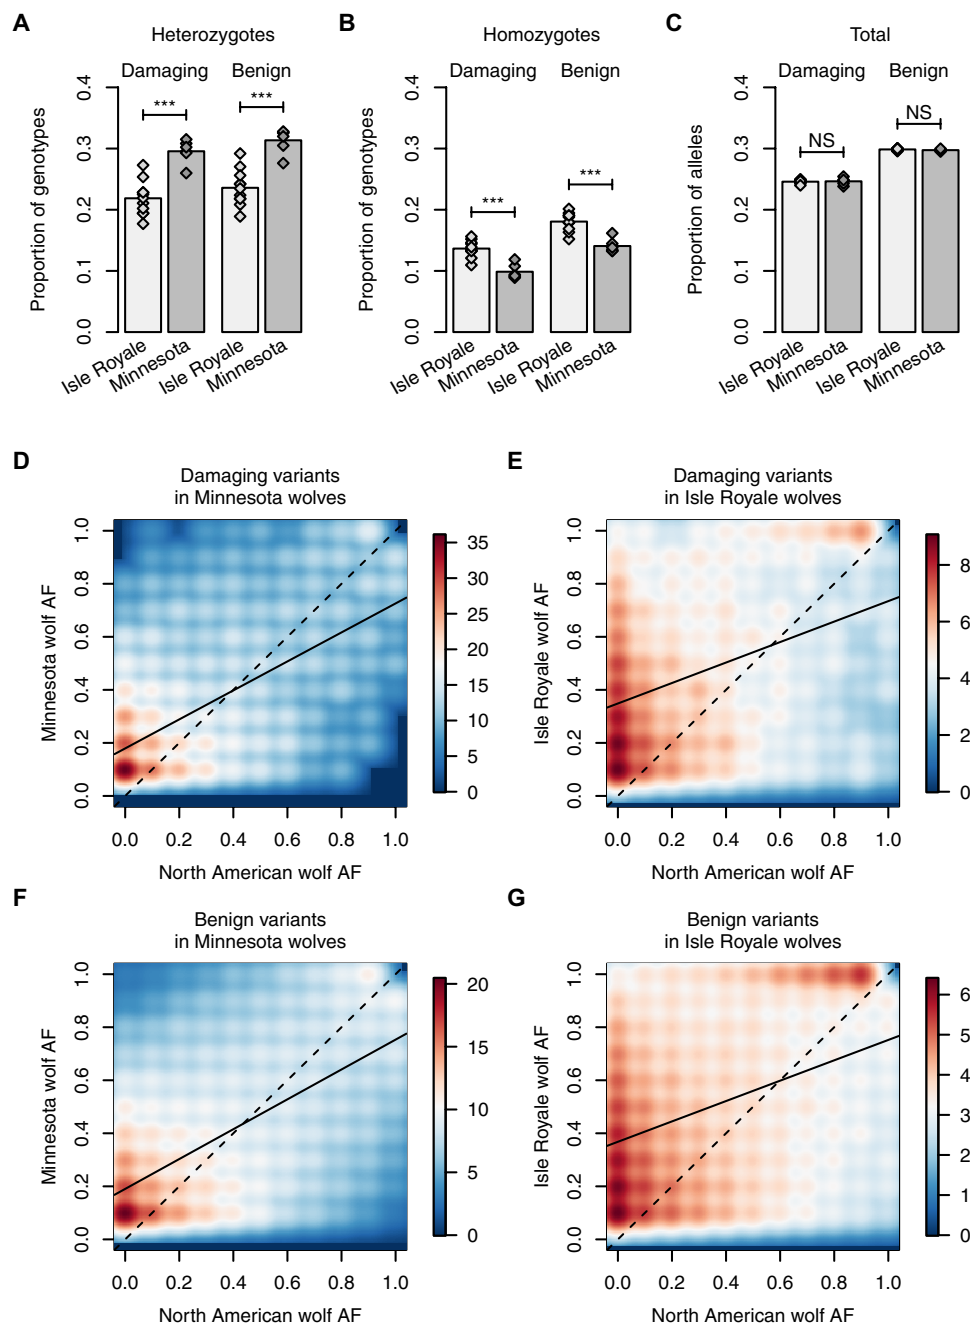 A
Heterozygotes
Damaging Benign
Proportion of genotypes
0.0 0.1 0.2 0.3 0.4
*** ***
Isle Royale Minnesota Isle Royale Minnesota
B
Homozygotes
Damaging Benign
Proportion of genotypes
0.0 0.1 0.2 0.3 0.4
*** ***
Isle Royale Minnesota Isle Royale Minnesota
C
Total
Damaging Benign
Proportion of alleles
0.0 0.1 0.2 0.3 0.4
NS NS
Isle Royale Minnesota Isle Royale Minnesota
D
Damaging variants
in Minnesota wolves
Minnesota wolf AF
0.0 0.2 0.4 0.6 0.8 1.0
0.0 0.2 0.4 0.6 0.8 1.0
North American wolf AF
0 5 10 15 20 25 30 35
E
Damaging variants
in Isle Royale wolves
Isle Royale wolf AF
0.0 0.2 0.4 0.6 0.8 1.0
0.0 0.2 0.4 0.6 0.8 1.0
North American wolf AF
0 2 4 6 8
F
Benign variants
in Minnesota wolves
Minnesota wolf AF
0.0 0.2 0.4 0.6 0.8 1.0
0.0 0.2 0.4 0.6 0.8 1.0
North American wolf AF
0 5 10 15 20
G
Benign variants
in Isle Royale wolves
Isle Royale wolf AF
0.0 0.2 0.4 0.6 0.8 1.0
0.0 0.2 0.4 0.6 0.8 1.0
North American wolf AF
0 1 2 3 4 5 6